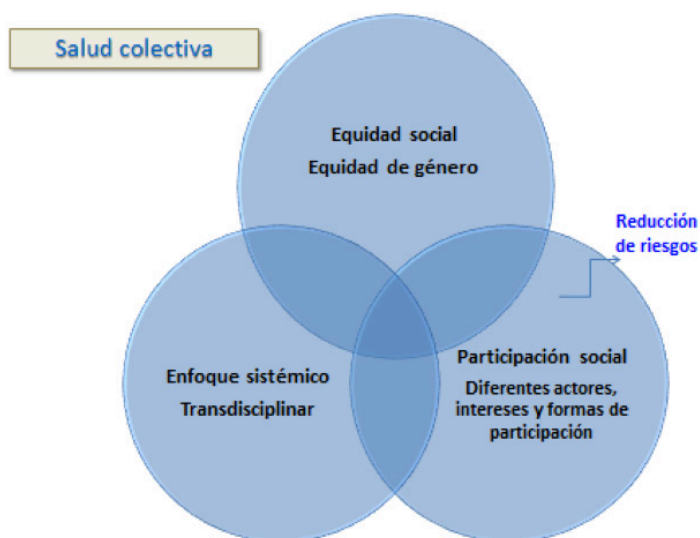 Salud colectiva
Equidad social
Equidad de género
Reducción
de riesgos
Enfoque sistémico
Transdisciplinar
Participación social
Diferentes actores,
intereses y formas de
participación